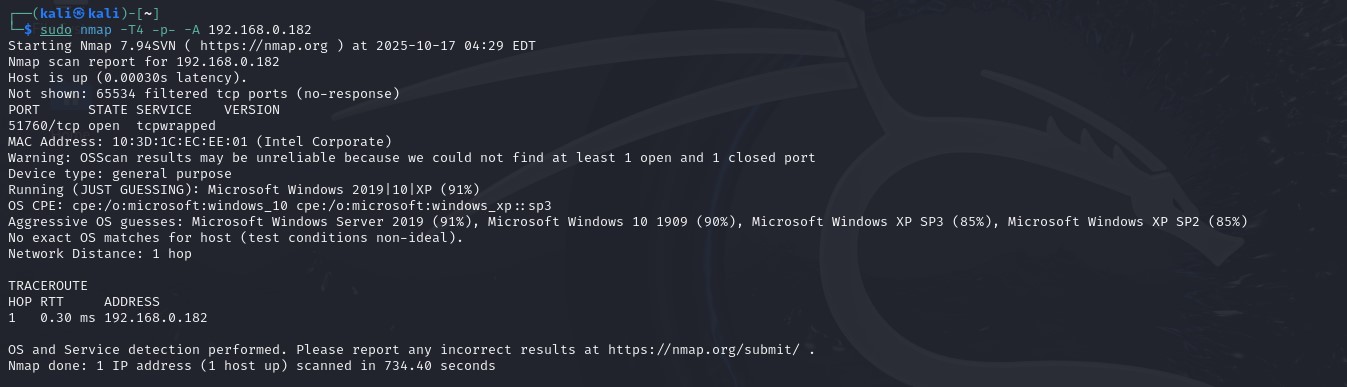 ┌──(kali㉿kali)-[~]
└─$ sudo nmap -T4 -p- -A 192.168.0.182
Starting Nmap 7.94SVN ( https://nmap.org ) at 2025-10-17 04:29 EDT
Nmap scan report for 192.168.0.182
Host is up (0.00030s latency).
Not shown: 65534 filtered tcp ports (no-response)
PORT      STATE SERVICE    VERSION
51760/tcp open  tcpwrapped
MAC Address: 10:3D:1C:EC:EE:01 (Intel Corporate)
Warning: OSScan results may be unreliable because we could not find at least 1 open and 1 closed port
Device type: general purpose
Running (JUST GUESSING): Microsoft Windows 2019|10|XP (91%)
OS CPE: cpe:/o:microsoft:windows_10 cpe:/o:microsoft:windows_xp::sp3
Aggressive OS guesses: Microsoft Windows Server 2019 (91%), Microsoft Windows 10 1909 (90%), Microsoft Windows XP SP3 (85%), Microsoft Windows XP SP2 (85%)
No exact OS matches for host (test conditions non-ideal).
Network Distance: 1 hop

TRACEROUTE
HOP RTT     ADDRESS
1   0.30 ms 192.168.0.182

OS and Service detection performed. Please report any incorrect results at https://nmap.org/submit/ .
Nmap done: 1 IP address (1 host up) scanned in 734.40 seconds